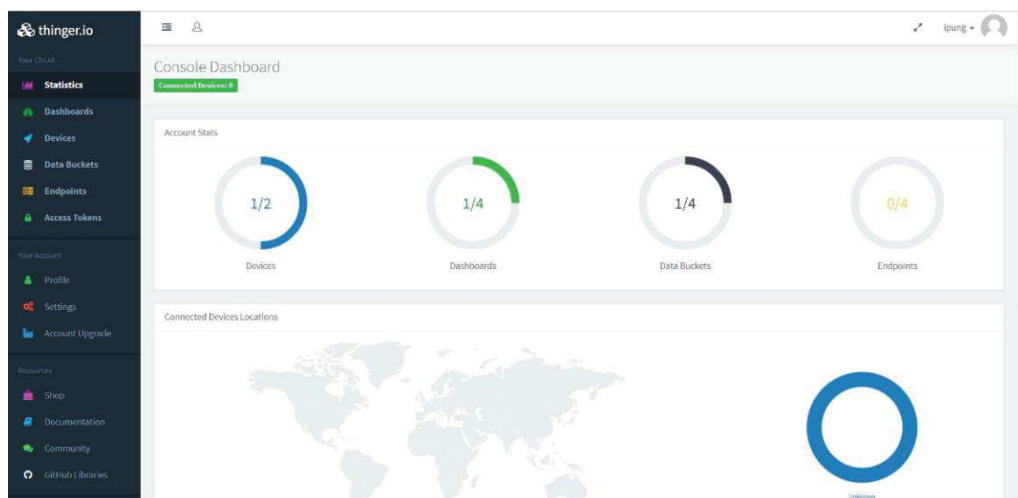 thinger.io
ipung
Your Cloud
Statistics
Dashboards
Devices
Data Buckets
Endpoints
Access Tokens
Your Account
Profile
Settings
Account Upgrade
Resources
Shop
Documentation
Community
GitHub Libraries
Console Dashboard
Connected Devices: 0
Account Stats
1/2
1/4
1/4
0/4
Devices
Dashboards
Data Buckets
Endpoints
Connected Devices Locations
Unknown